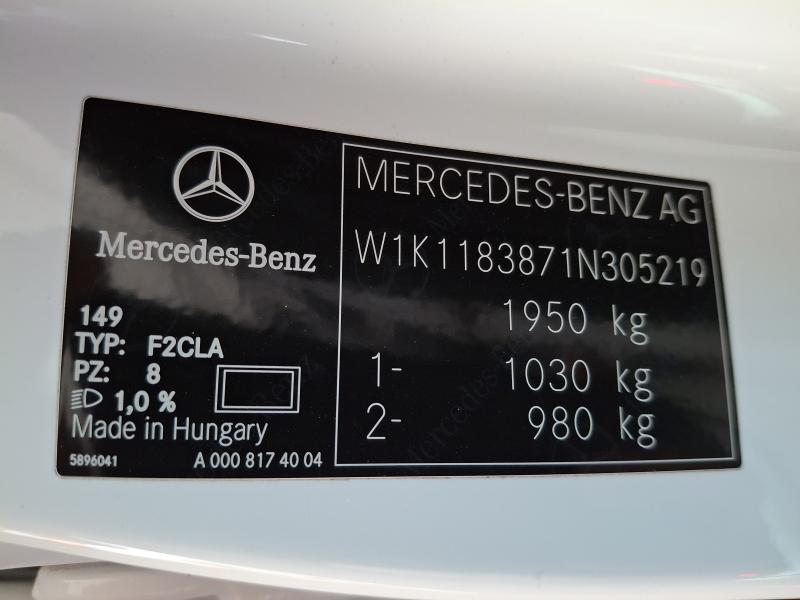 Mercedes-Benz
149
TYP: F2CLA
PZ: 8
1,0 %
Made in Hungary
5896041 A 000 817 40 04
MERCEDES-BENZ AG
W1K1183871N305219
1950 kg
1- 1030 kg
2- 980 kg